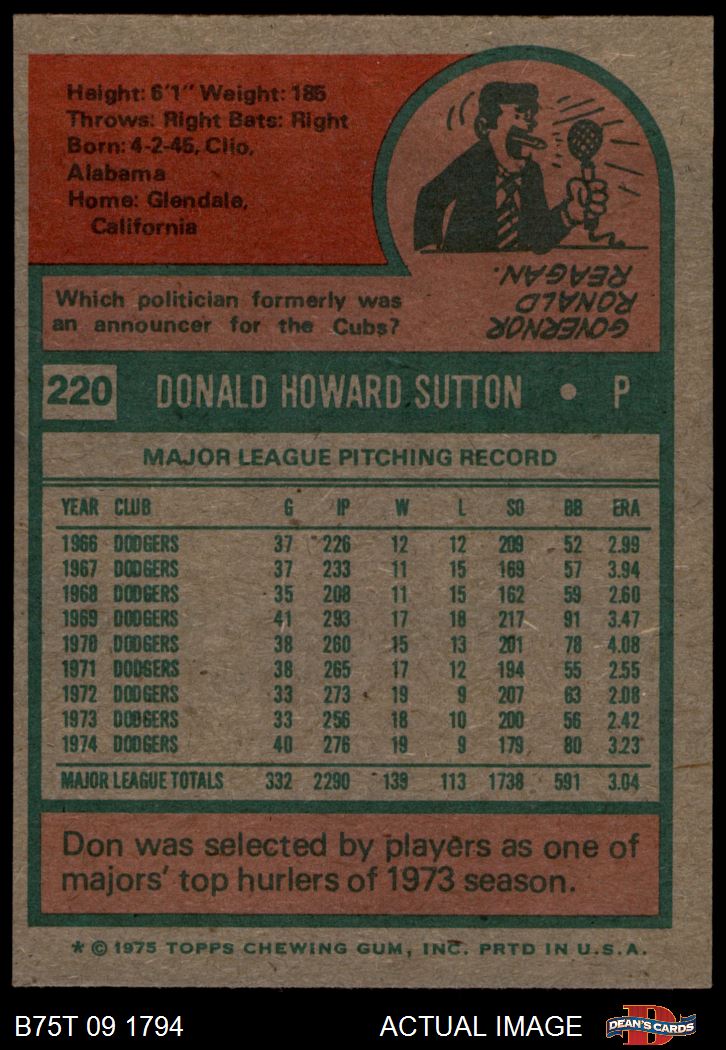 Height: 6'1" Weight: 185
Throws: Right Bats: Right
Born: 4-2-45, Clio,
Alabama
Home: Glendale,
California
Which politician formerly was
an announcer for the Cubs?
GOVERNOR
RONALD
REAGAN.
220 DONALD HOWARD SUTTON • P
MAJOR LEAGUE PITCHING RECORD
YEAR CLUB G IP W L SO BB ERA
1966 DODGERS 37 226 12 12 209 52 2.99
1967 DODGERS 37 233 11 15 169 57 3.94
1968 DODGERS 35 208 11 15 162 59 2.60
1969 DODGERS 41 293 17 18 217 91 3.47
1970 DODGERS 38 260 15 13 201 78 4.08
1971 DODGERS 38 265 17 12 194 55 2.55
1972 DODGERS 33 273 19 9 207 63 2.08
1973 DODGERS 33 256 18 10 200 56 2.42
1974 DODGERS 40 276 19 9 179 80 3.23
MAJOR LEAGUE TOTALS 332 2290 139 113 1738 591 3.04
Don was selected by players as one of
majors' top hurlers of 1973 season.
* © 1975 TOPPS CHEWING GUM, INC. PRTD IN U.S.A.
B75T 09 1794 ACTUAL IMAGE D DEAN'S CARDS